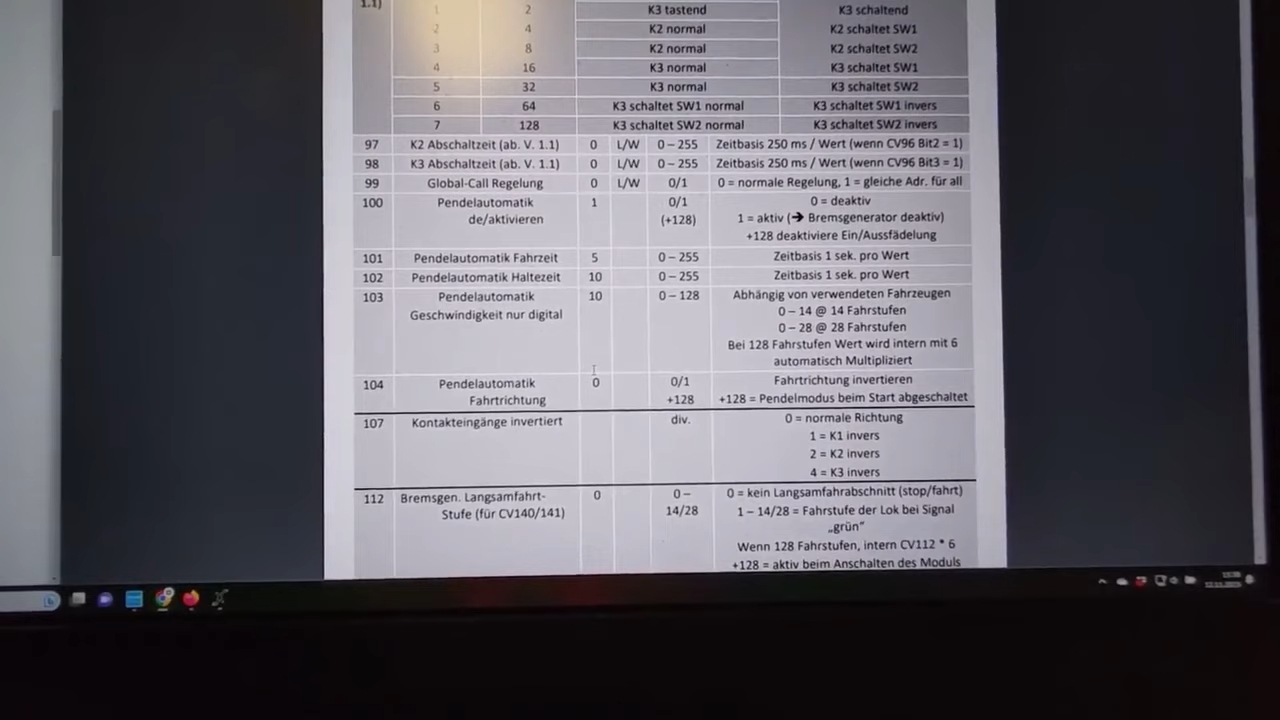 1.1)
1 2 K3 tastend K3 schaltend
2 4 K2 normal K2 schaltet SW1
3 8 K2 normal K2 schaltet SW2
4 16 K3 normal K3 schaltet SW1
5 32 K3 normal K3 schaltet SW2
6 64 K3 schaltet SW1 normal K3 schaltet SW1 invers
7 128 K3 schaltet SW2 normal K3 schaltet SW2 invers
97 K2 Abschaltzeit (ab. V. 1.1) 0 L/W 0 – 255 Zeitbasis 250 ms / Wert (wenn CV96 Bit2 = 1)
98 K3 Abschaltzeit (ab. V. 1.1) 0 L/W 0 – 255 Zeitbasis 250 ms / Wert (wenn CV96 Bit3 = 1)
99 Global-Call Regelung 0 L/W 0/1 0 = normale Regelung, 1 = gleiche Adr. für all
100 Pendelautomatik 1 0/1 0 = deaktiv
de/aktivieren (+128) 1 = aktiv (➔ Bremsgenerator deaktiv)
+128 deaktiviere Ein/Aussfädelung
101 Pendelautomatik Fahrzeit 5 0 – 255 Zeitbasis 1 sek. pro Wert
102 Pendelautomatik Haltezeit 10 0 – 255 Zeitbasis 1 sek. pro Wert
103 Pendelautomatik 10 0 – 128 Abhängig von verwendeten Fahrzeugen
Geschwindigkeit nur digital 0 – 14 @ 14 Fahrstufen
0 – 28 @ 28 Fahrstufen
Bei 128 Fahrstufen Wert wird intern mit 6
automatisch Multipliziert
104 Pendelautomatik 0 0/1 Fahrtrichtung invertieren
Fahrtrichtung +128 +128 = Pendelmodus beim Start abgeschaltet
107 Kontakteingänge invertiert div. 0 = normale Richtung
1 = K1 invers
2 = K2 invers
4 = K3 invers
112 Bremsgen. Langsamfahrt- 0 0 – 0 = kein Langsamfahrabschnitt (stop/fahrt)
Stufe (für CV140/141) 14/28 1 – 14/28 = Fahrstufe der Lok bei Signal
„grün“
Wenn 128 Fahrstufen, intern CV112 * 6
+128 = aktiv beim Anschalten des Moduls